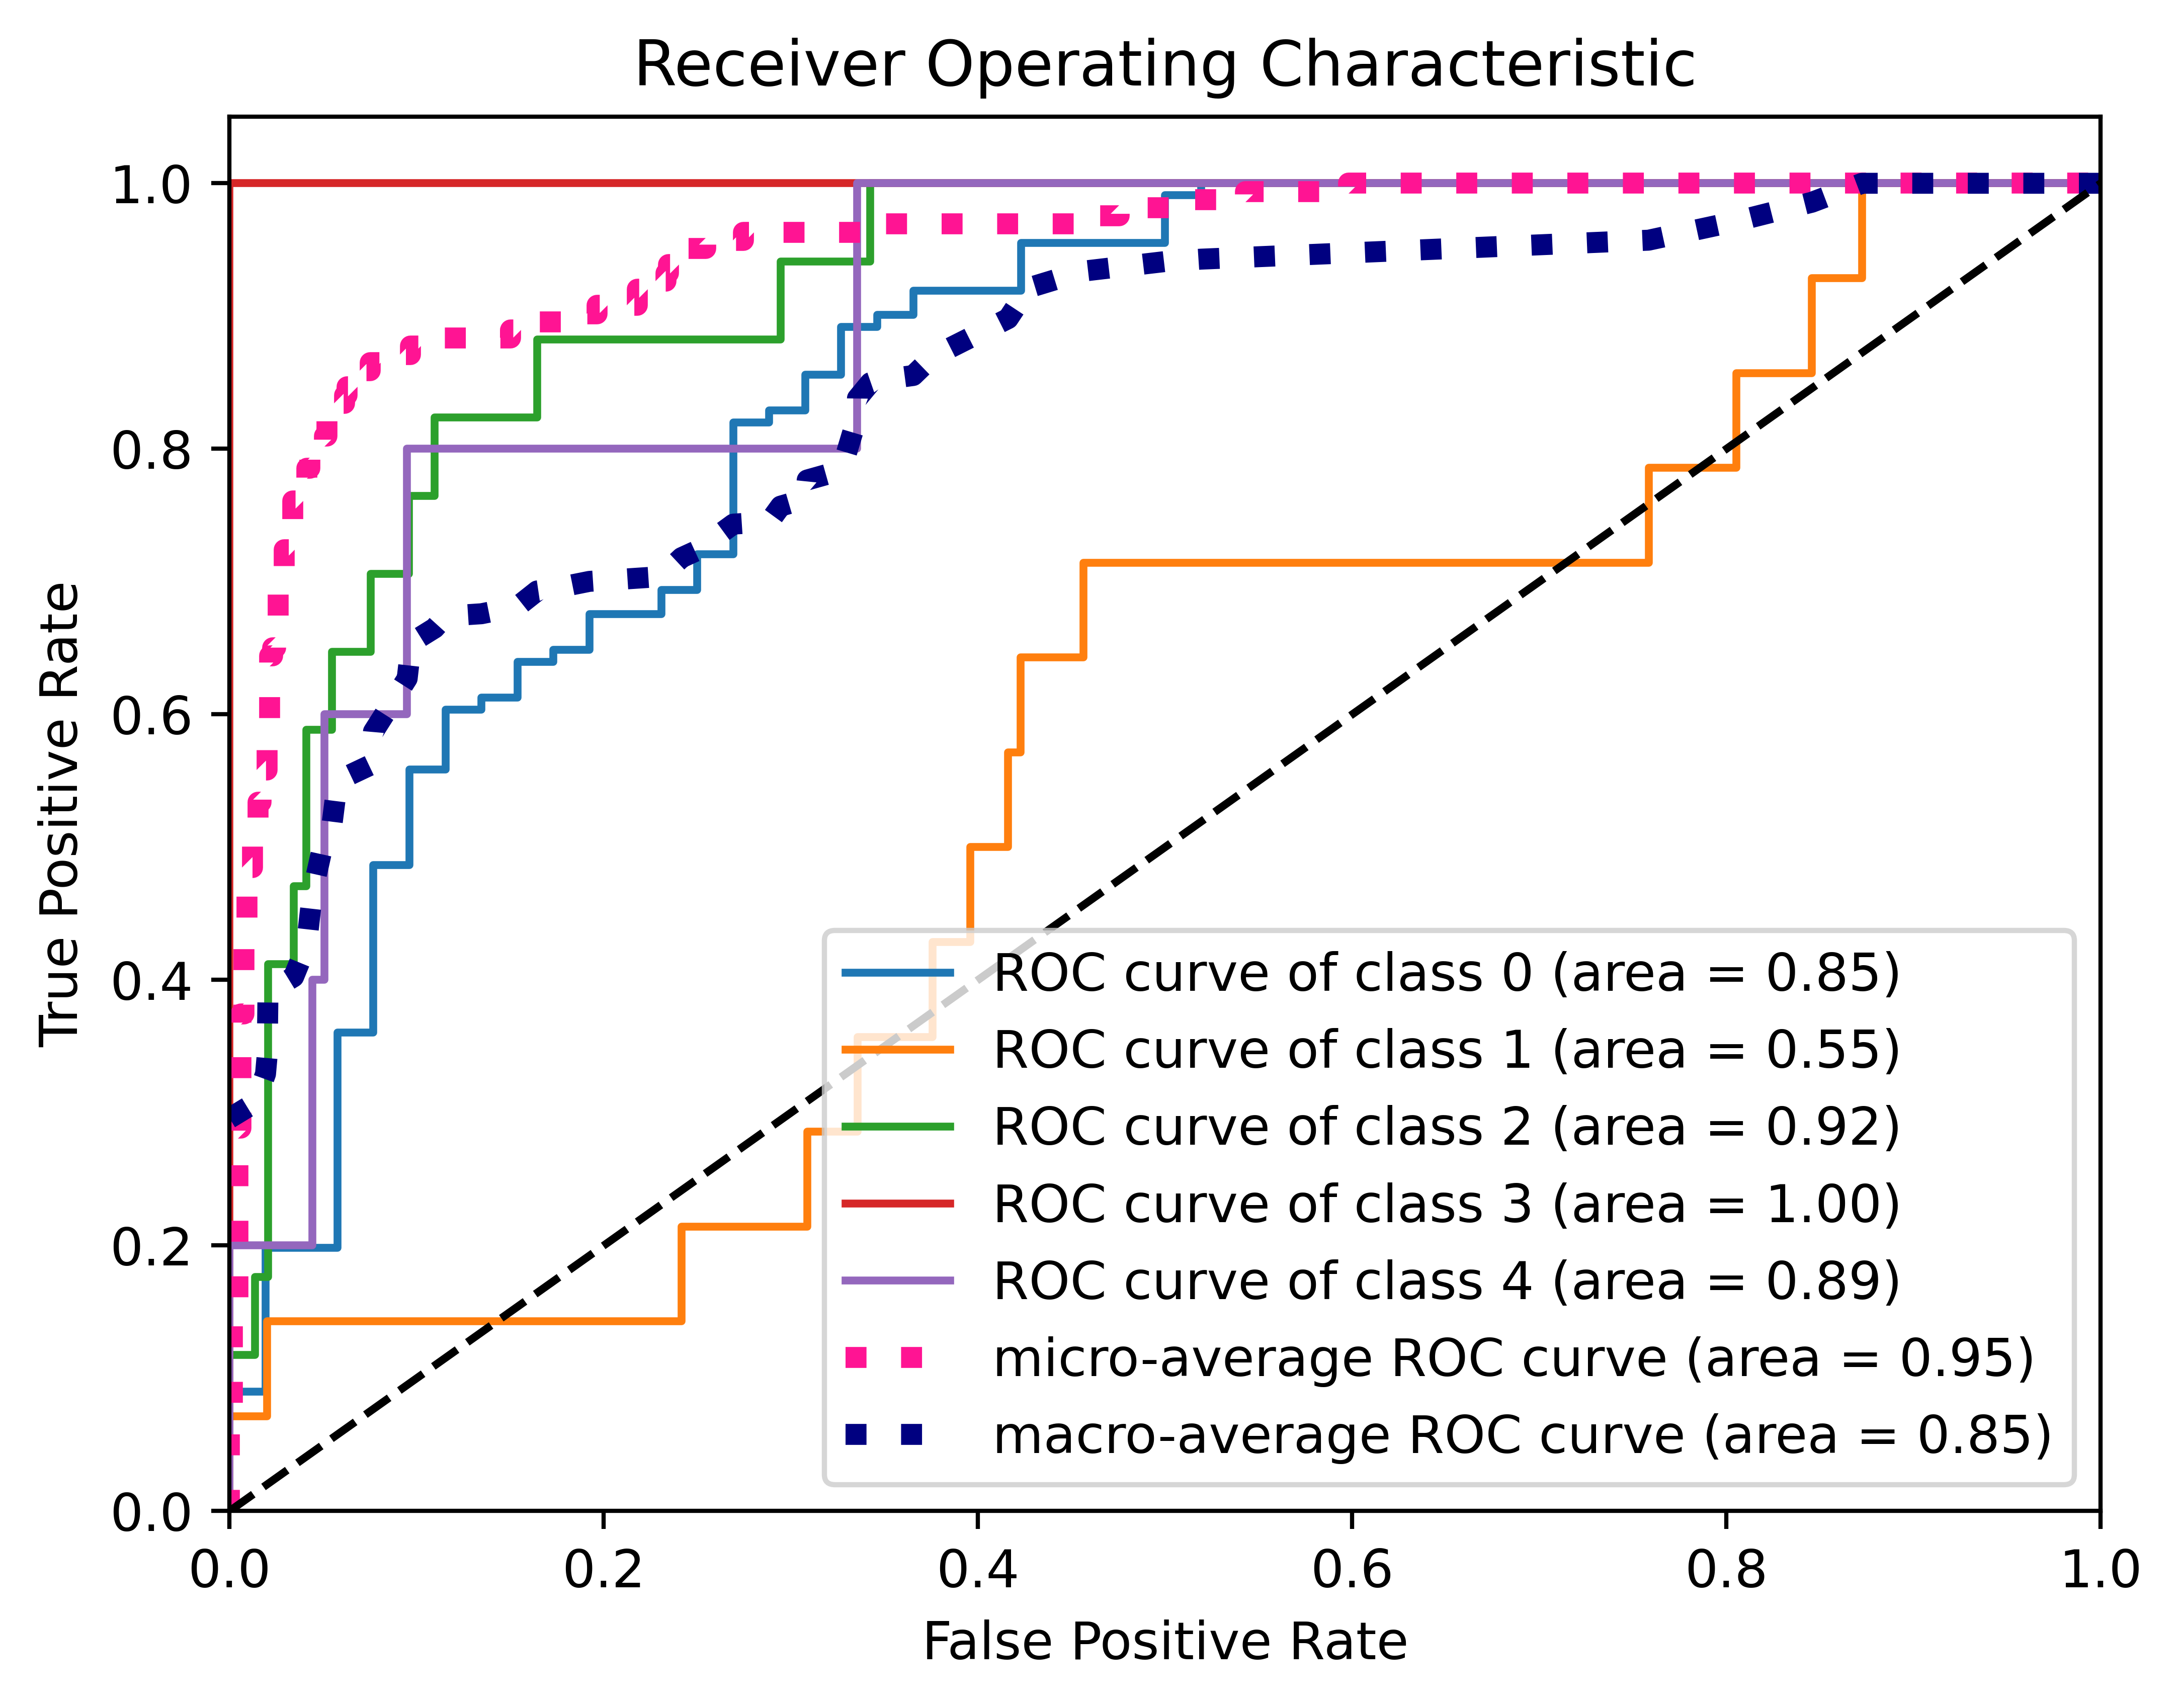 Receiver Operating Characteristic
1.0
0.8
0.6
0.4
0.2
0.0
True Positive Rate
ROC curve of class 0 (area = 0.85)
ROC curve of class 1 (area = 0.55)
ROC curve of class 2 (area = 0.92)
ROC curve of class 3 (area = 1.00)
ROC curve of class 4 (area = 0.89)
micro-average ROC curve (area = 0.95)
macro-average ROC curve (area = 0.85)
0.0 0.2 0.4 0.6 0.8 1.0
False Positive Rate